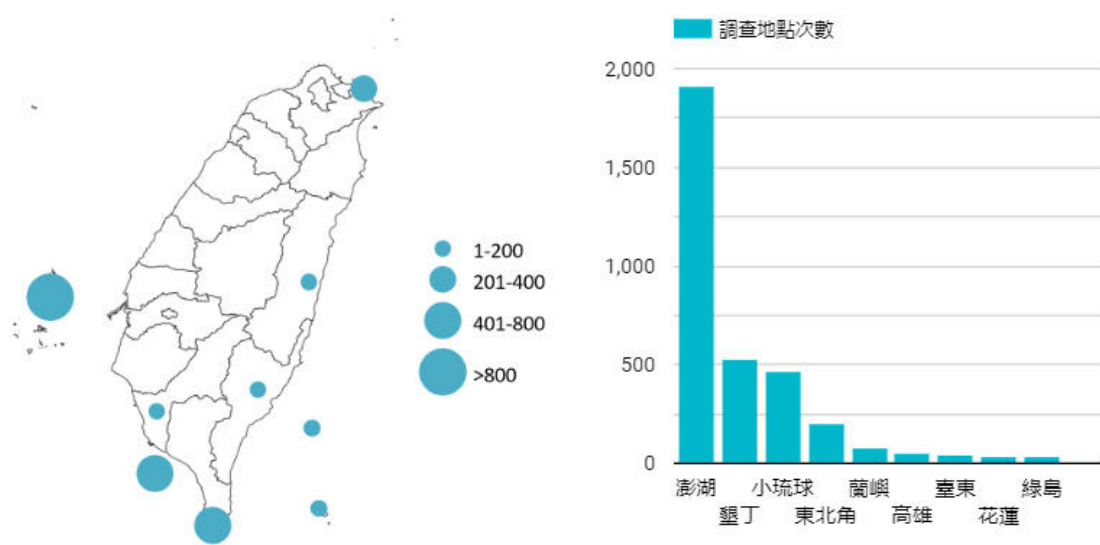 1-200
201-400
401-800
>800
調查地點次數
2,000
1,500
1,000
500
0
澎湖
墾丁
小琉球
東北角
蘭嶼
高雄
臺東
花蓮
綠島